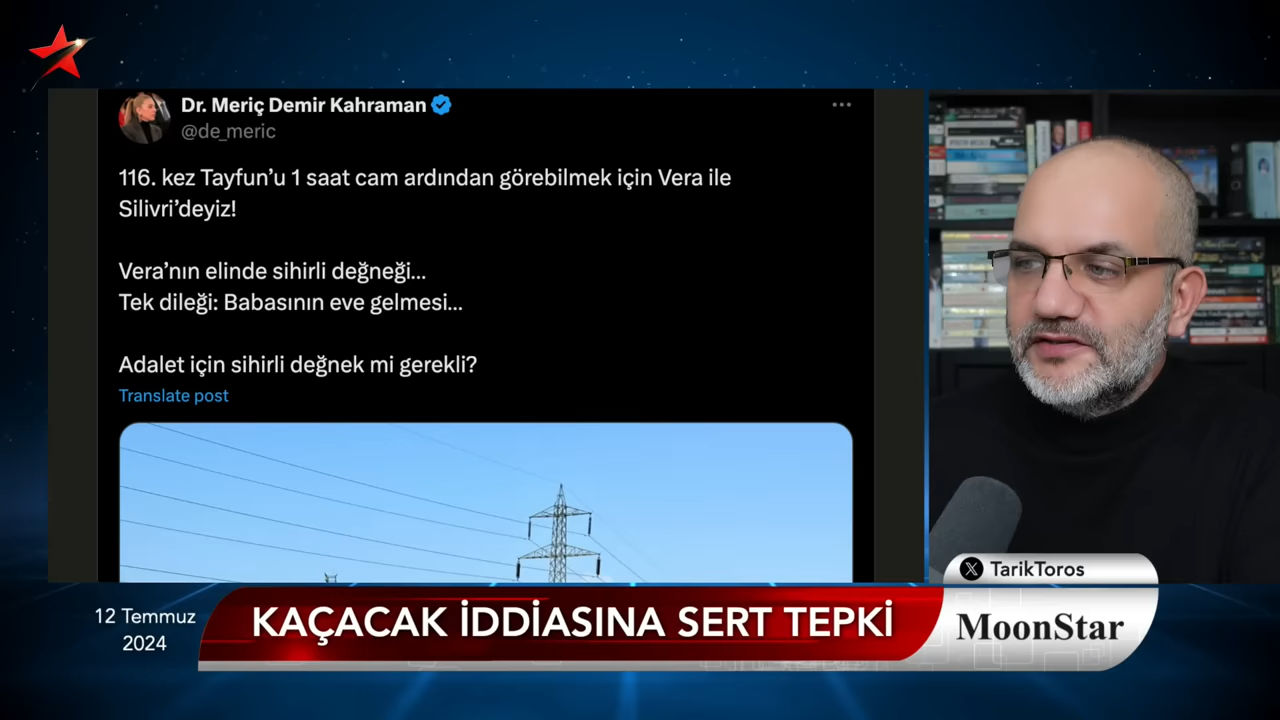 Dr. Meriç Demir Kahraman
@de_meric
116. kez Tayfun’u 1 saat cam ardından görebilmek için Vera ile
Silivri’deyiz!
Vera’nın elinde sihirli değneği...
Tek dileği: Babasının eve gelmesi...
Adalet için sihirli değnek mi gerekli?
Translate post
X TarikToros
12 Temmuz
2024
KAÇACAK İDDİASINA SERT TEPKİ
MoonStar